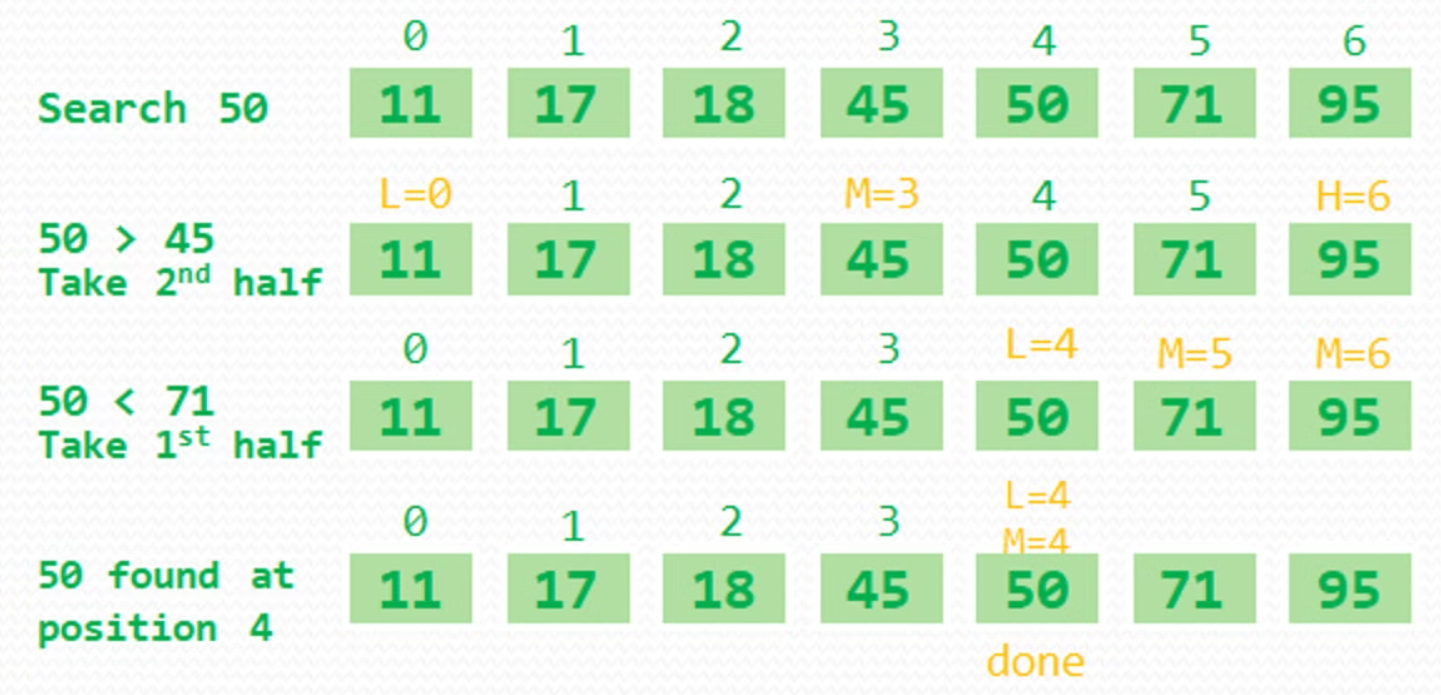 0 1 2 3 4 5 6
Search 50 11 17 18 45 50 71 95
L=0 1 2 M=3 4 5 H=6
50 > 45
Take 2nd half 11 17 18 45 50 71 95
0 1 2 3 L=4 M=5 M=6
50 < 71
Take 1st half 11 17 18 45 50 71 95
L=4
0 1 2 3 M=4
50 found at
position 4 11 17 18 45 50 71 95
done